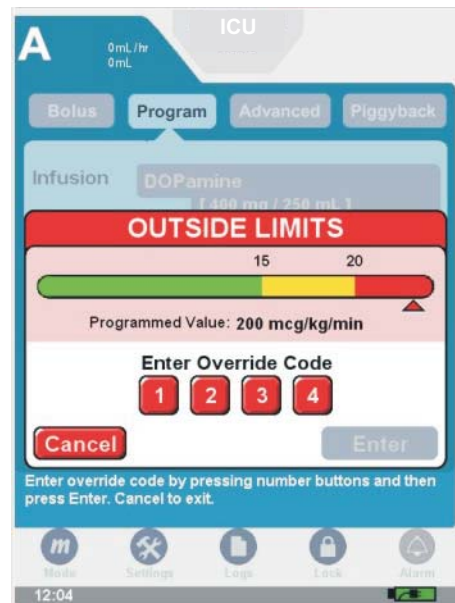 ICU
A
0mL/hr
0mL
Bolus Program Advanced Piggyback
Infusion DOPamine
[ 400 mg / 250 mL ]
OUTSIDE LIMITS
15 20
Programmed Value: 200 mcg/kg/min
Enter Override Code
1 2 3 4
Cancel Enter
Enter override code by pressing number buttons and then
press Enter. Cancel to exit.
m
Mode Settings Logs Lock Alarm
12:04